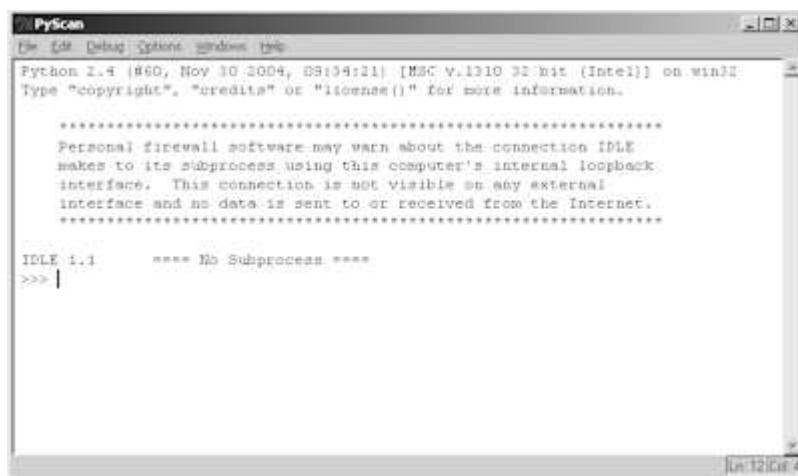 PyScan
File Edit Debug Options Windows Help
Python 2.4 (#60, Nov 30 2004, 09:34:21) [MSC v.1310 32 bit (Intel)] on win32
Type "copyright", "credits" or "license()" for more information.
****************************************************************
Personal firewall software may warn about the connection IDLE
makes to its subprocess using this computer's internal loopback
interface. This connection is not visible on any external
interface and no data is sent to or received from the Internet.
****************************************************************
IDLE 1.1 ==== No Subprocess ====
>>>
Ln: 12 Col: 4